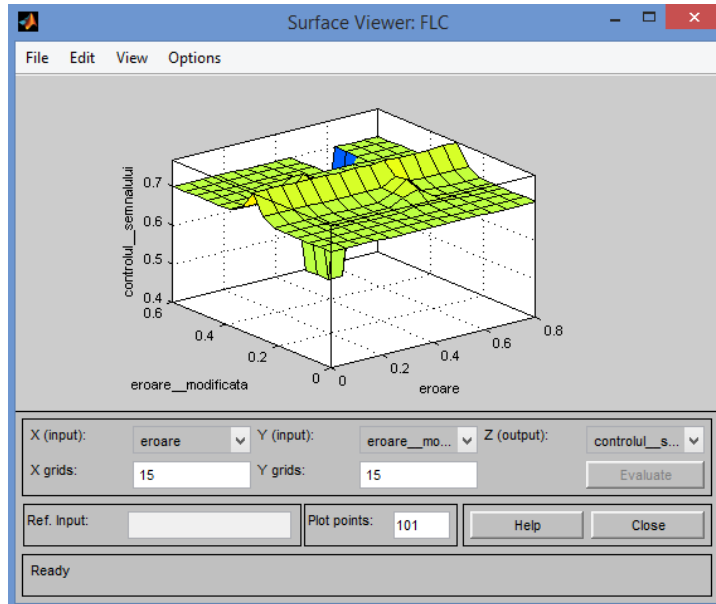 Surface Viewer: FLC
File Edit View Options
controlul__semnalului
0.7
0.6
0.5
0.4
0.6
0.4
0.2
0
0
0.2
0.4
0.6
0.8
eroare__modificata
eroare
X (input): eroare Y (input): eroare__mo... Z (output): controlul__s...
X grids: 15 Y grids: 15 Evaluate
Ref. Input: Plot points: 101 Help Close
Ready